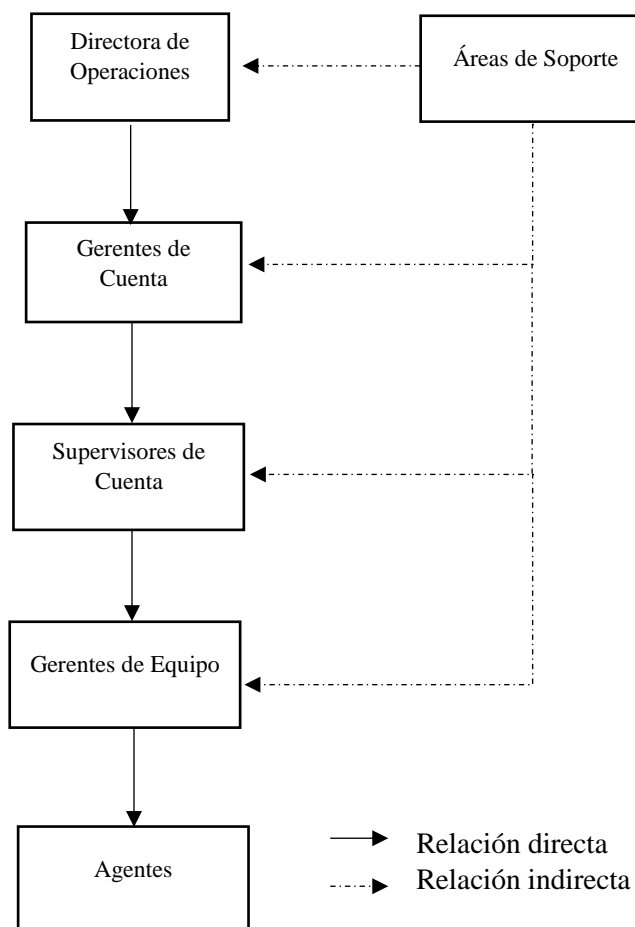 Directora de
Operaciones
Áreas de Soporte
Gerentes de
Cuenta
Supervisores de
Cuenta
Gerentes de Equipo
Agentes
Relación directa
Relación indirecta